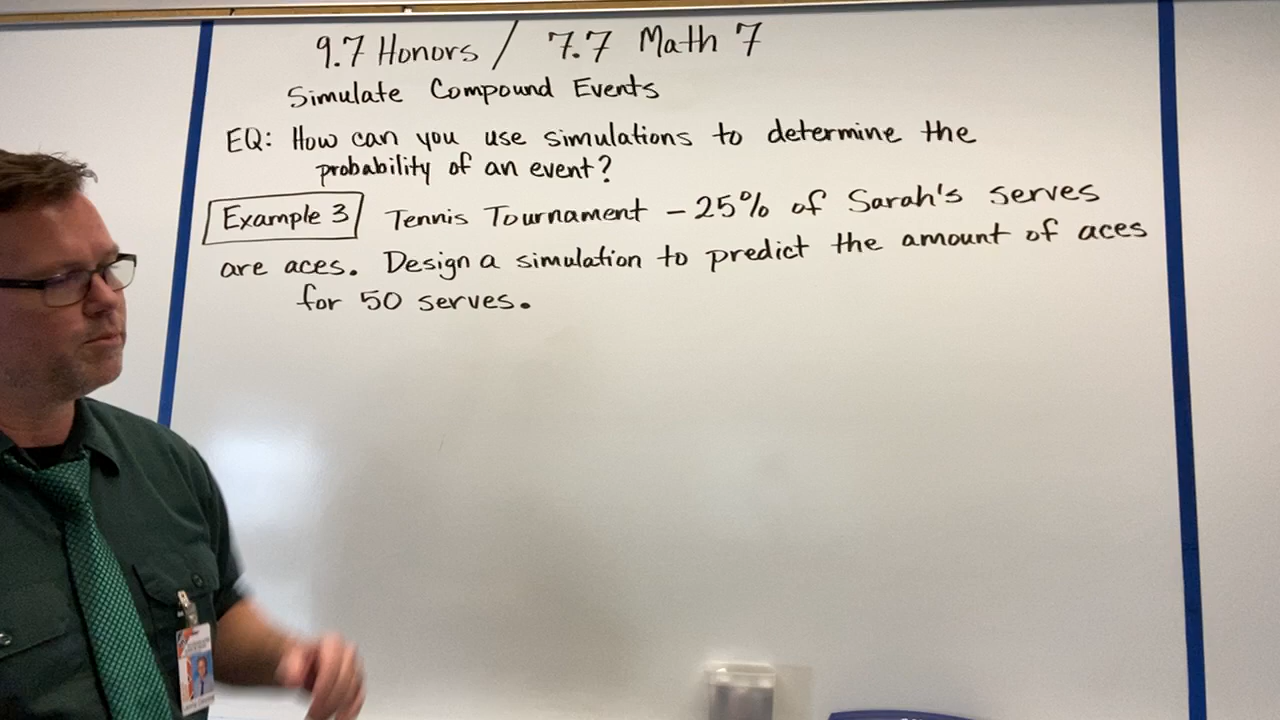 9.7 Honors / 7.7 Math 7
Simulate Compound Events
EQ: How can you use simulations to determine the
probability of an event?
Example 3 Tennis Tournament - 25% of Sarah's serves
are aces. Design a simulation to predict the amount of aces
for 50 serves.